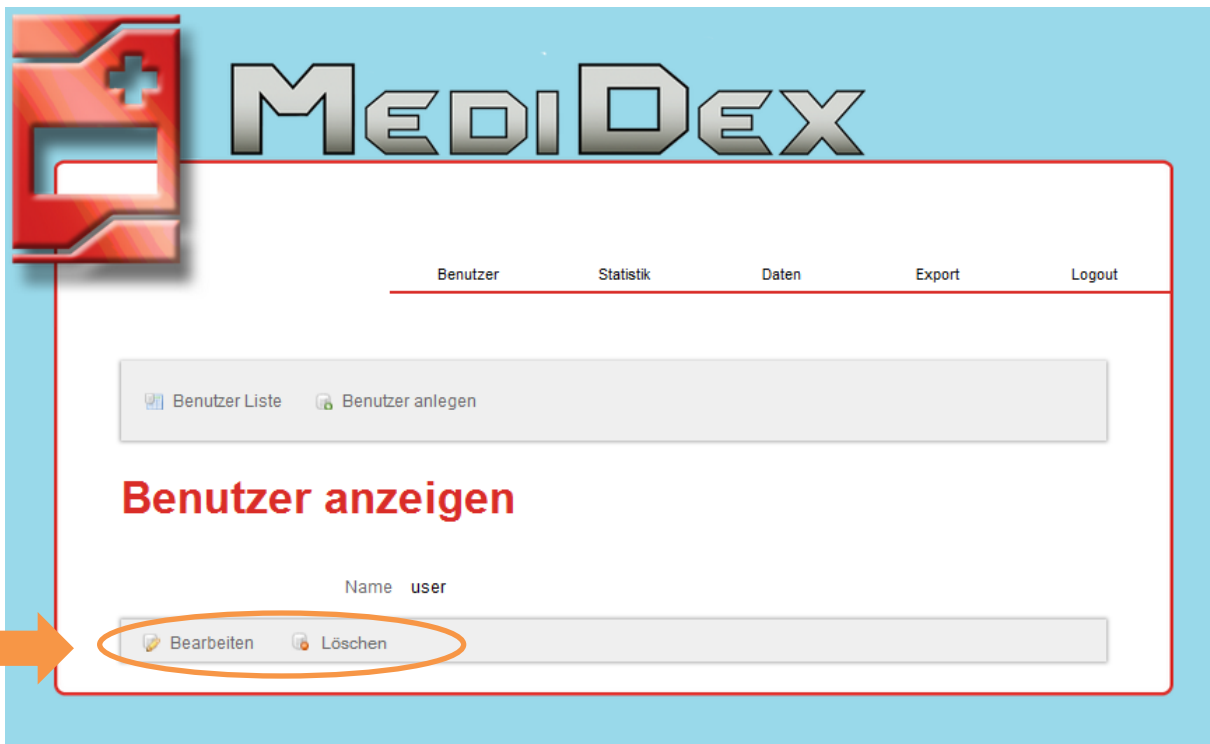 MEDIDEX
Benutzer Statistik Daten Export Logout
Benutzer Liste Benutzer anlegen
Benutzer anzeigen
Name user
Bearbeiten Löschen